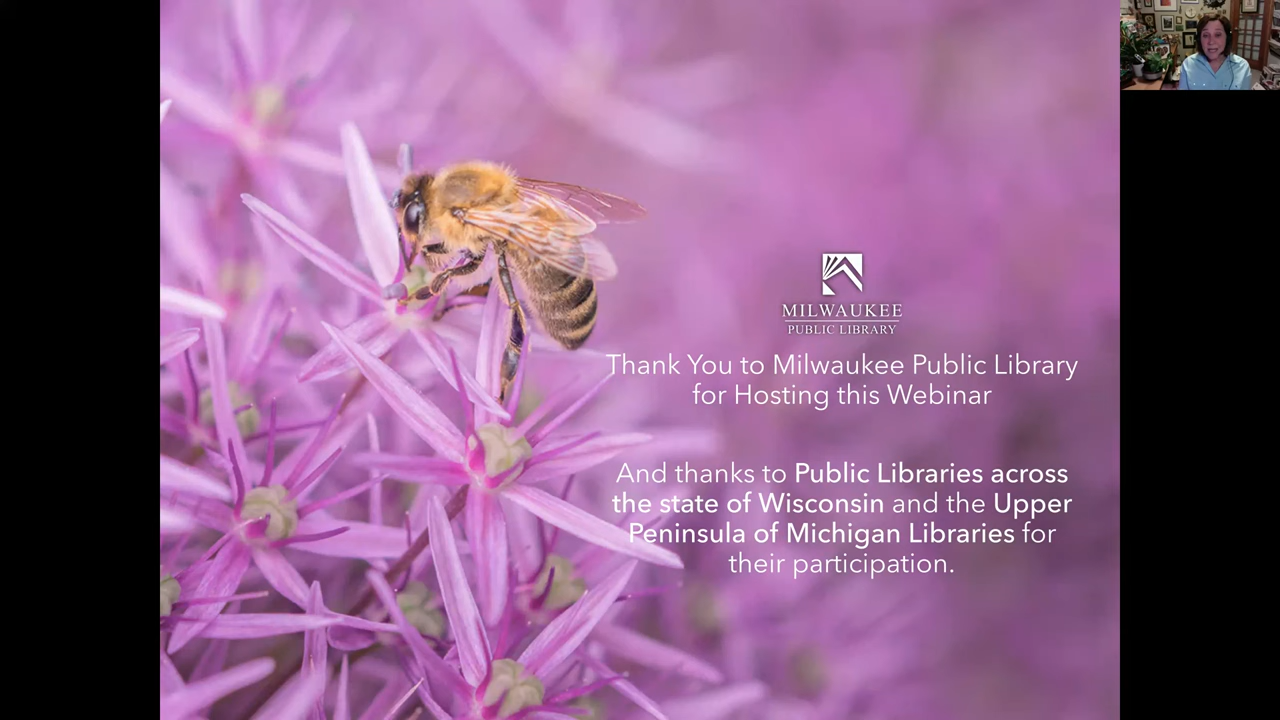 MILWAUKEE
PUBLIC LIBRARY
Thank You to Milwaukee Public Library
for Hosting this Webinar
And thanks to Public Libraries across
the state of Wisconsin and the Upper
Peninsula of Michigan Libraries for
their participation.